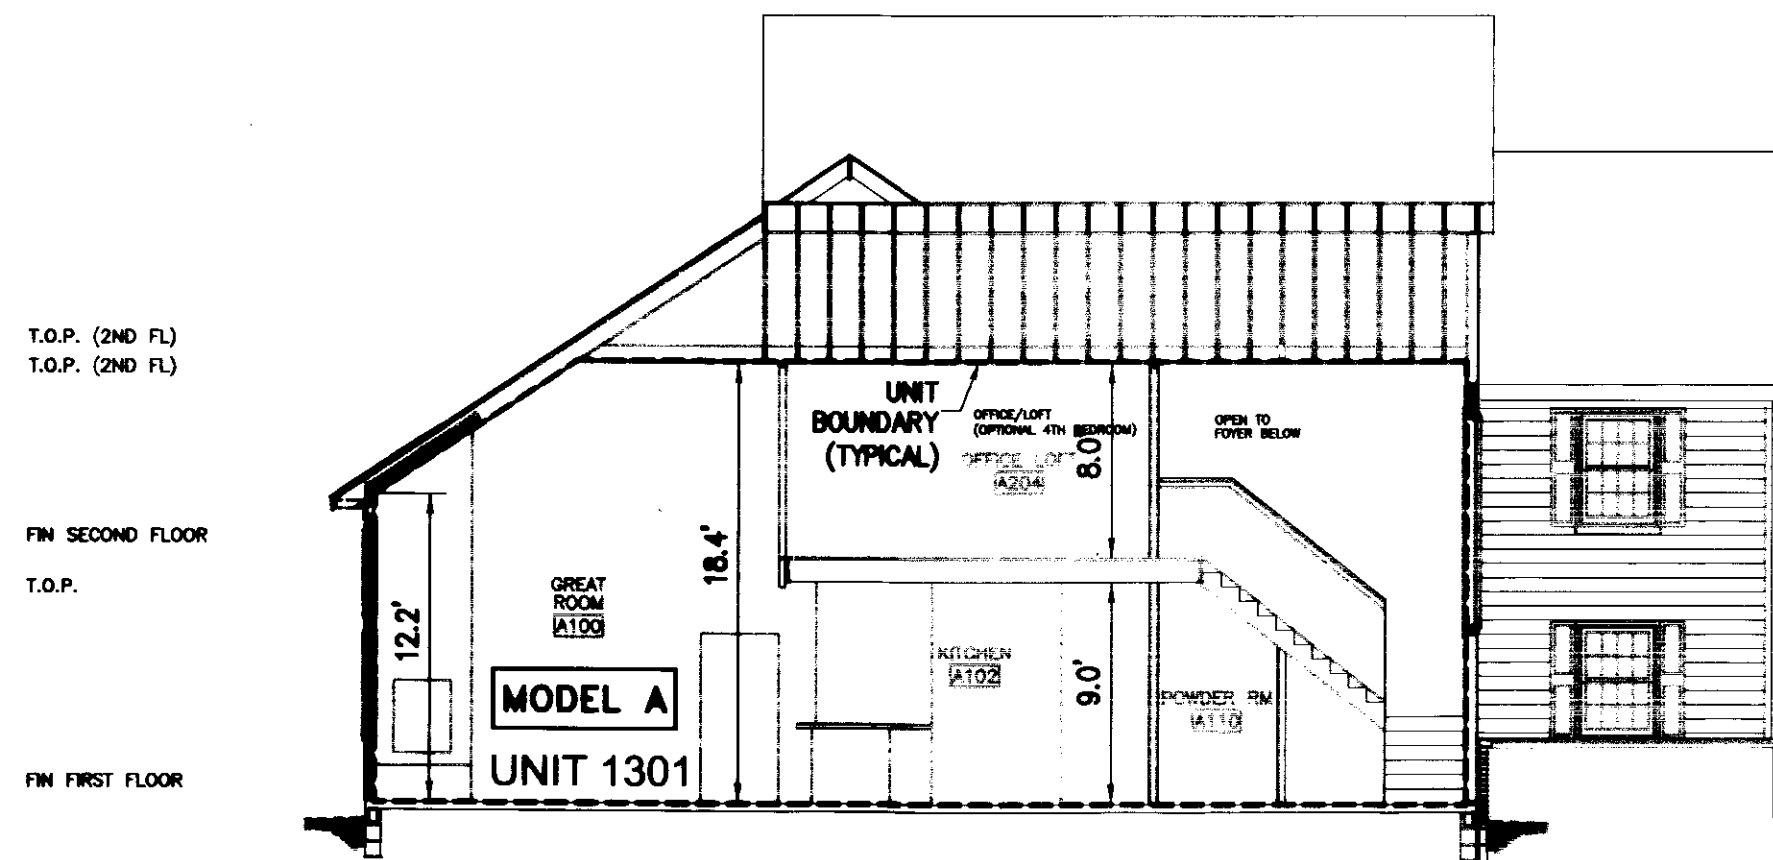 T.O.P. (2ND FL)
T.O.P. (2ND FL)
FIN SECOND FLOOR
T.O.P.
FIN FIRST FLOOR
UNIT
BOUNDARY
(TYPICAL)
OFFICE/LOFT
(OPTIONAL 4TH BEDROOM)
OFFICE LOFT
A204
8.0'
OPEN TO
FOYER BELOW
12.2'
GREAT
ROOM
A100
18.4'
KITCHEN
A102
9.0'
POWDER RM
A110
MODEL A
UNIT 1301